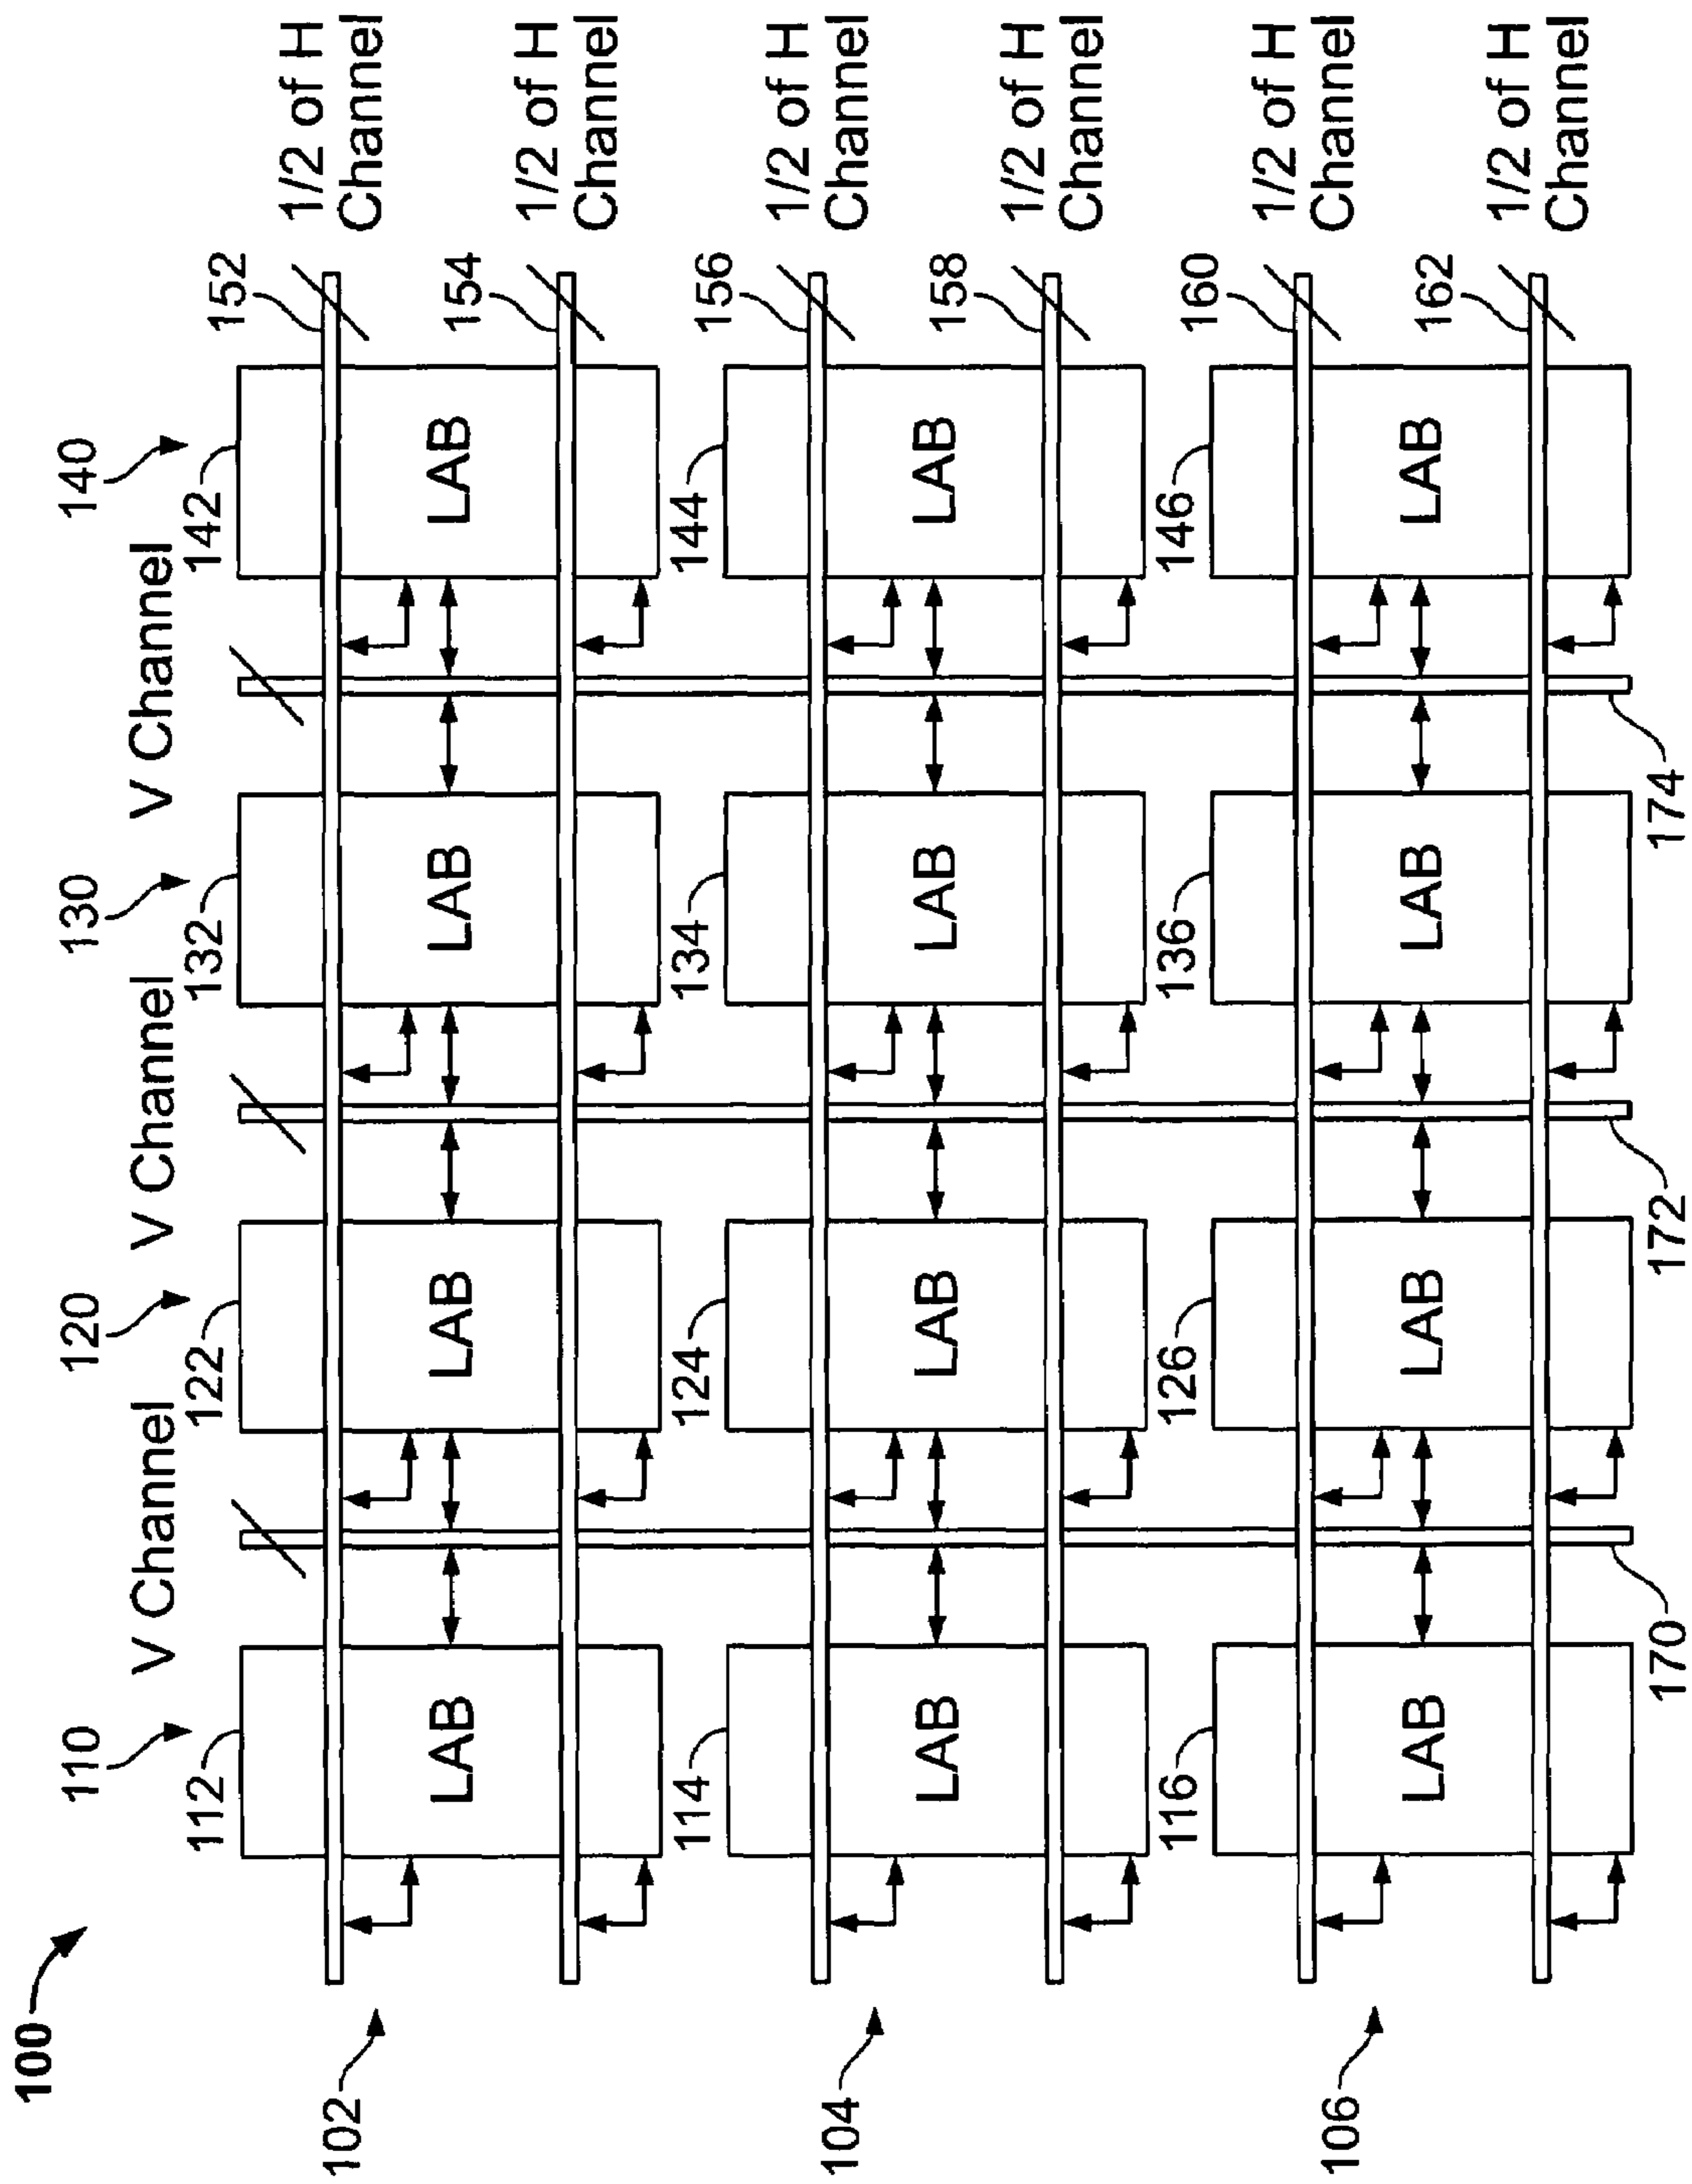 100
110 120 130 140
V Channel V Channel V Channel
112 122 132 142 152
1/2 of H
102 Channel
LAB LAB LAB LAB 154
1/2 of H
Channel
114 124 134 144 156
1/2 of H
104 Channel
LAB LAB LAB LAB 158
1/2 of H
Channel
116 126 136 146 160
1/2 of H
106 Channel
LAB LAB LAB LAB 162
1/2 of H
Channel
170 172 174